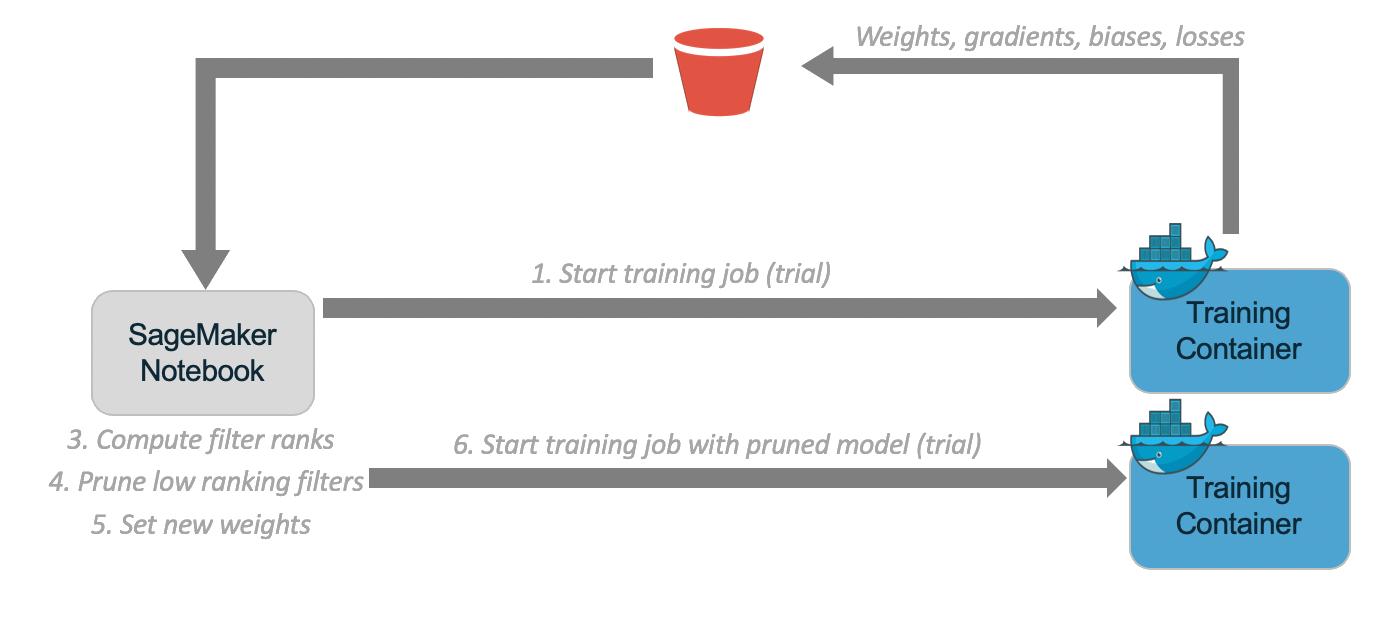 Weights, gradients, biases, losses
1. Start training job (trial)
SageMaker
Notebook
Training
Container
3. Compute filter ranks
4. Prune low ranking filters
5. Set new weights
6. Start training job with pruned model (trial)
Training
Container